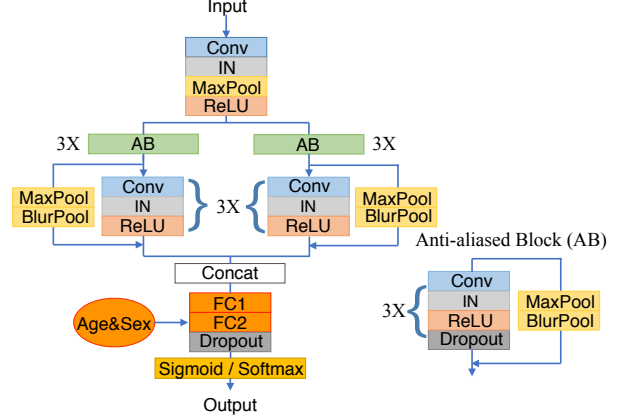 Input
Conv
IN
MaxPool
ReLU
3X
AB
AB
3X
MaxPool
BlurPool
Conv
IN
ReLU
3X
Conv
IN
ReLU
MaxPool
BlurPool
Concat
Age&Sex
FC1
FC2
Dropout
Sigmoid / Softmax
Output
Anti-aliased Block (AB)
3X
Conv
IN
ReLU
Dropout
MaxPool
BlurPool